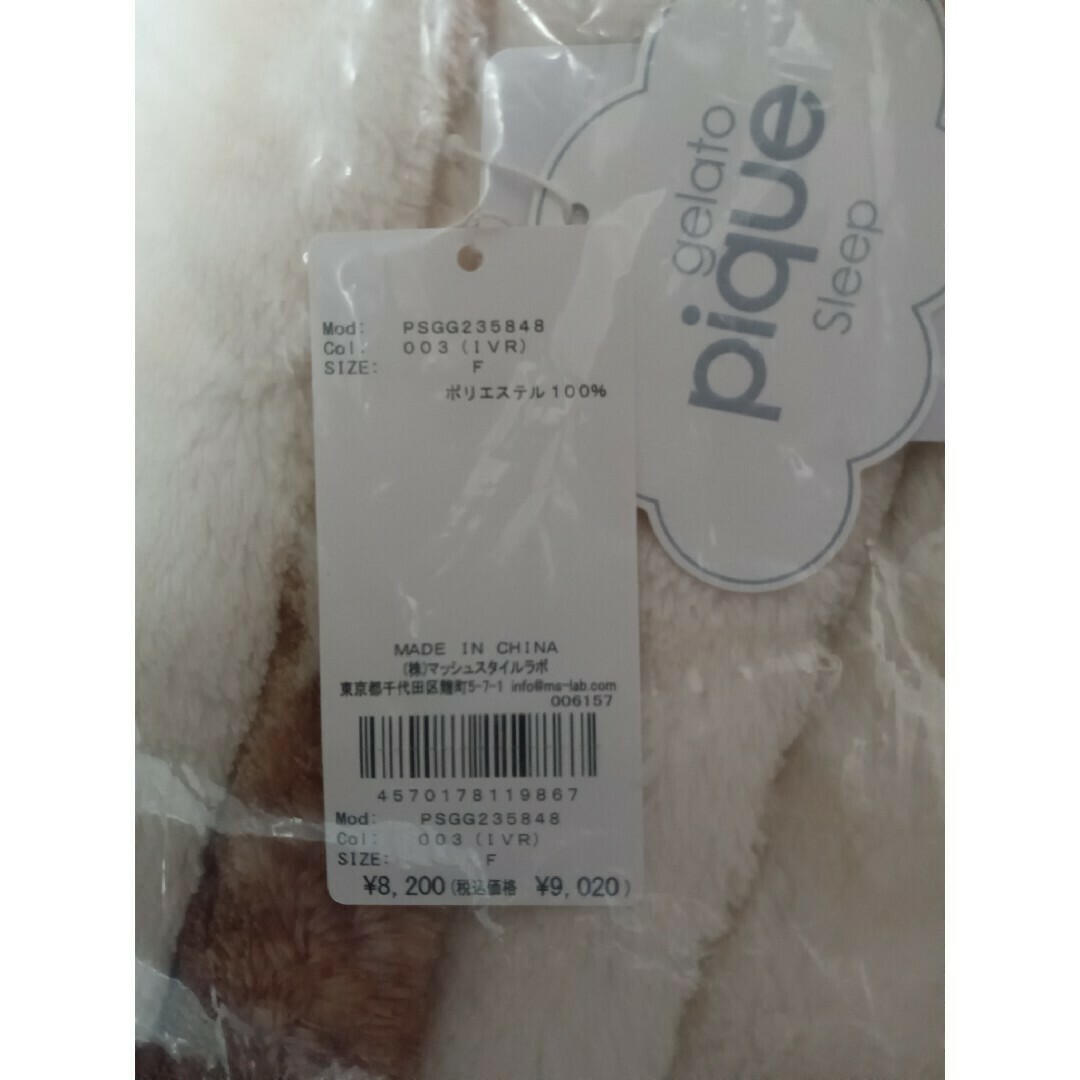 gelato
pique
Sleep
Mod: PSGG235848
Col: 003 (IVR)
SIZE: F
ポリエステル100%
MADE IN CHINA
(株)マッシュスタイルラボ
東京都千代田区麹町5-7-1 info@ms-lab.com
006157
4570178119867
Mod: PSGG235848
Col: 003 (IVR)
SIZE: F
¥8,200(税込価格 ¥9,020)